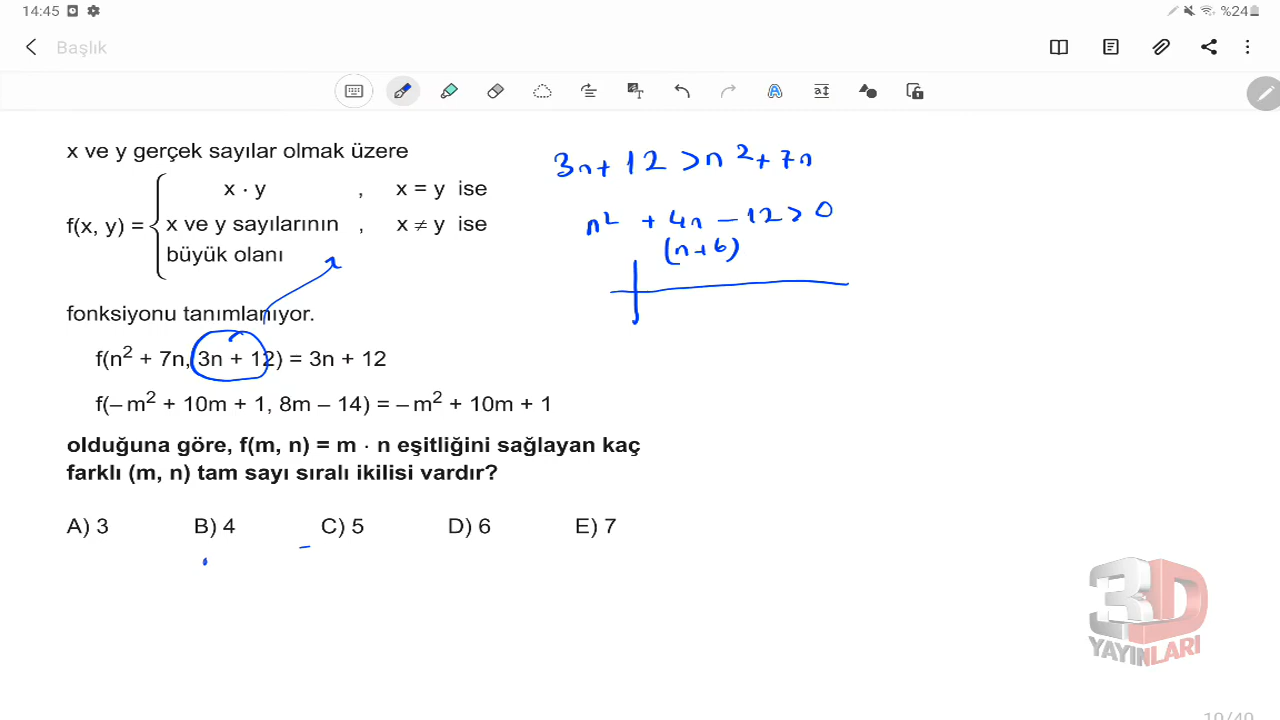 14:45
%24
Başlık
x ve y gerçek sayılar olmak üzere
f(x, y) = { x · y , x = y ise
x ve y sayılarının , x ≠ y ise
büyük olanı
fonksiyonu tanımlanıyor.
f(n² + 7n, 3n + 12) = 3n + 12
f(–m² + 10m + 1, 8m – 14) = –m² + 10m + 1
olduğuna göre, f(m, n) = m · n eşitliğini sağlayan kaç
farklı (m, n) tam sayı sıralı ikilisi vardır?
A) 3 B) 4 C) 5 D) 6 E) 7
3n + 12 > n² + 7n
n² + 4n – 12 > 0
(n + 6)
3D
YAYINLARI
10/40